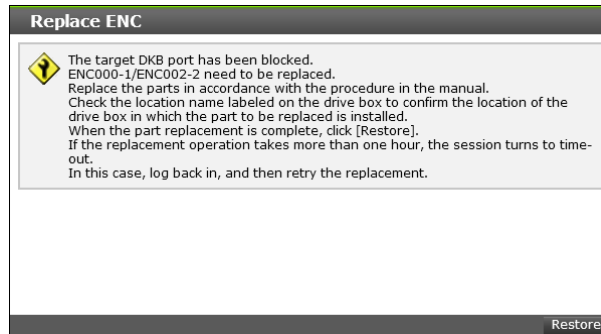 Replace ENC
The target DKB port has been blocked.
ENC000-1/ENC002-2 need to be replaced.
Replace the parts in accordance with the procedure in the manual.
Check the location name labeled on the drive box to confirm the location of the
drive box in which the part to be replaced is installed.
When the part replacement is complete, click [Restore].
If the replacement operation takes more than one hour, the session turns to time-
out.
In this case, log back in, and then retry the replacement.
Restore